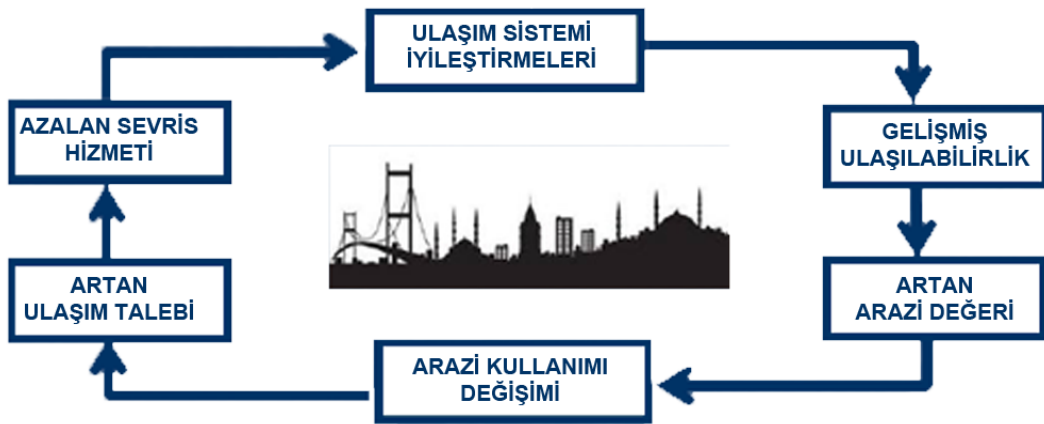 ULAŞIM SİSTEMİ
İYİLEŞTİRMELERİ
GELİŞMİŞ
ULAŞILABİLİRLİK
ARTAN
ARAZİ DEĞERİ
ARAZİ KULLANIMI
DEĞİŞİMİ
ARTAN
ULAŞIM TALEBİ
AZALAN SEVRİS
HİZMETİ